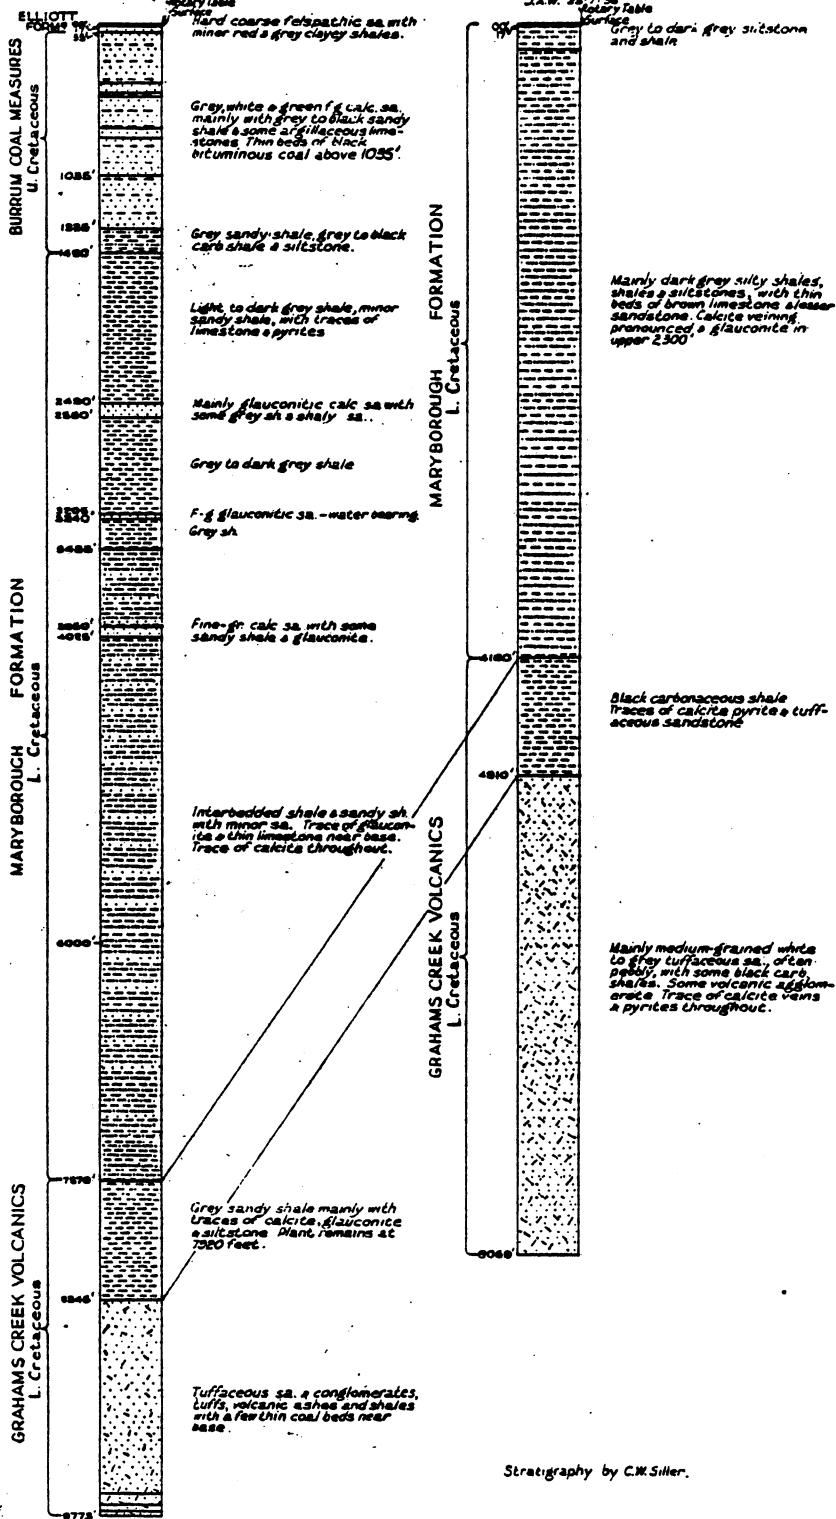 Rotary Table
Surface
ELLIOTT
FORMN
Hard coarse felspathic sa. with
minor red & grey clayey shales.
BURRUM COAL MEASURES
U. Cretaceous
Grey, white & green f.g calc. sa.
mainly with grey to black sandy
shale & some argillaceous lime-
stones. Thin beds of black
bituminous coal above 1035'.
1035'
Grey sandy shale, grey to black
carb shale & siltstone.
Light to dark grey shale, minor
sandy shale, with traces of
limestone & pyrites
Mainly glauconitic calc sa with
some grey sh & shaly sa..
Grey to dark grey shale
F-g glauconitic sa. - water bearing.
Grey sh.
MARYBOROUGH FORMATION
L. Cretaceous
Fine-gr. calc sa. with some
sandy shale & glauconite.
Interbedded shale & sandy sh.
with minor sa. Trace of glaucon-
ite & thin limestone near base.
Trace of calcite throughout.
6000'
GRAHAMS CREEK VOLCANICS
L. Cretaceous
Grey sandy shale mainly with
traces of calcite, glauconite
& siltstone Plant remains at
7920 feet.
Tuffaceous sa. & conglomerates,
tuffs, volcanic ashes and shales
with a few thin coal beds near
base.
9775'
Rotary Table
Surface
Grey to dark grey siltstone
and shale
MARYBOROUGH FORMATION
L. Cretaceous
Mainly dark grey silty shales,
shales & siltstones, with thin
beds of brown limestone & lesser
sandstone. Calcite veining
pronounced & glauconite in
upper 2300'
Black carbonaceous shale
Traces of calcite pyrite & tuff-
aceous sandstone
4810'
GRAHAMS CREEK VOLCANICS
L. Cretaceous
Mainly medium-grained white
to grey tuffaceous sa., often
pebbly, with some black carb.
shales. Some volcanic agglom-
erate Trace of calcite veins
& pyrites throughout.
Stratigraphy by C.W. Siller.